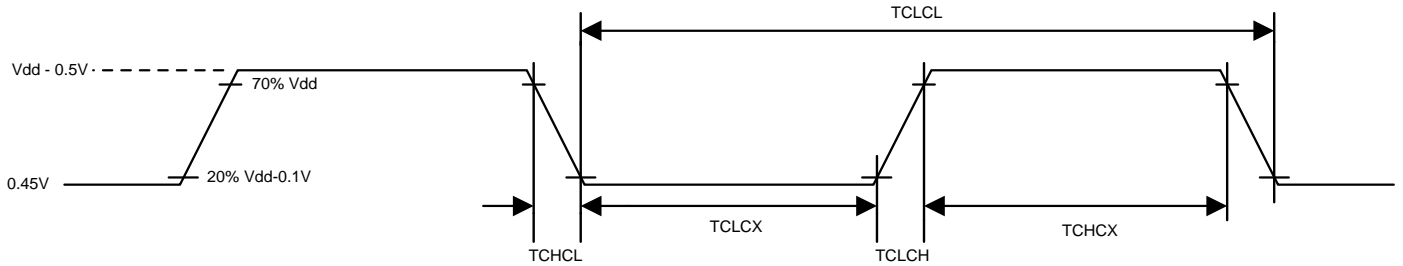 TCLCL
Vdd - 0.5V
70% Vdd
0.45V
20% Vdd-0.1V
TCLCX
TCHCX
TCHCL
TCLCH